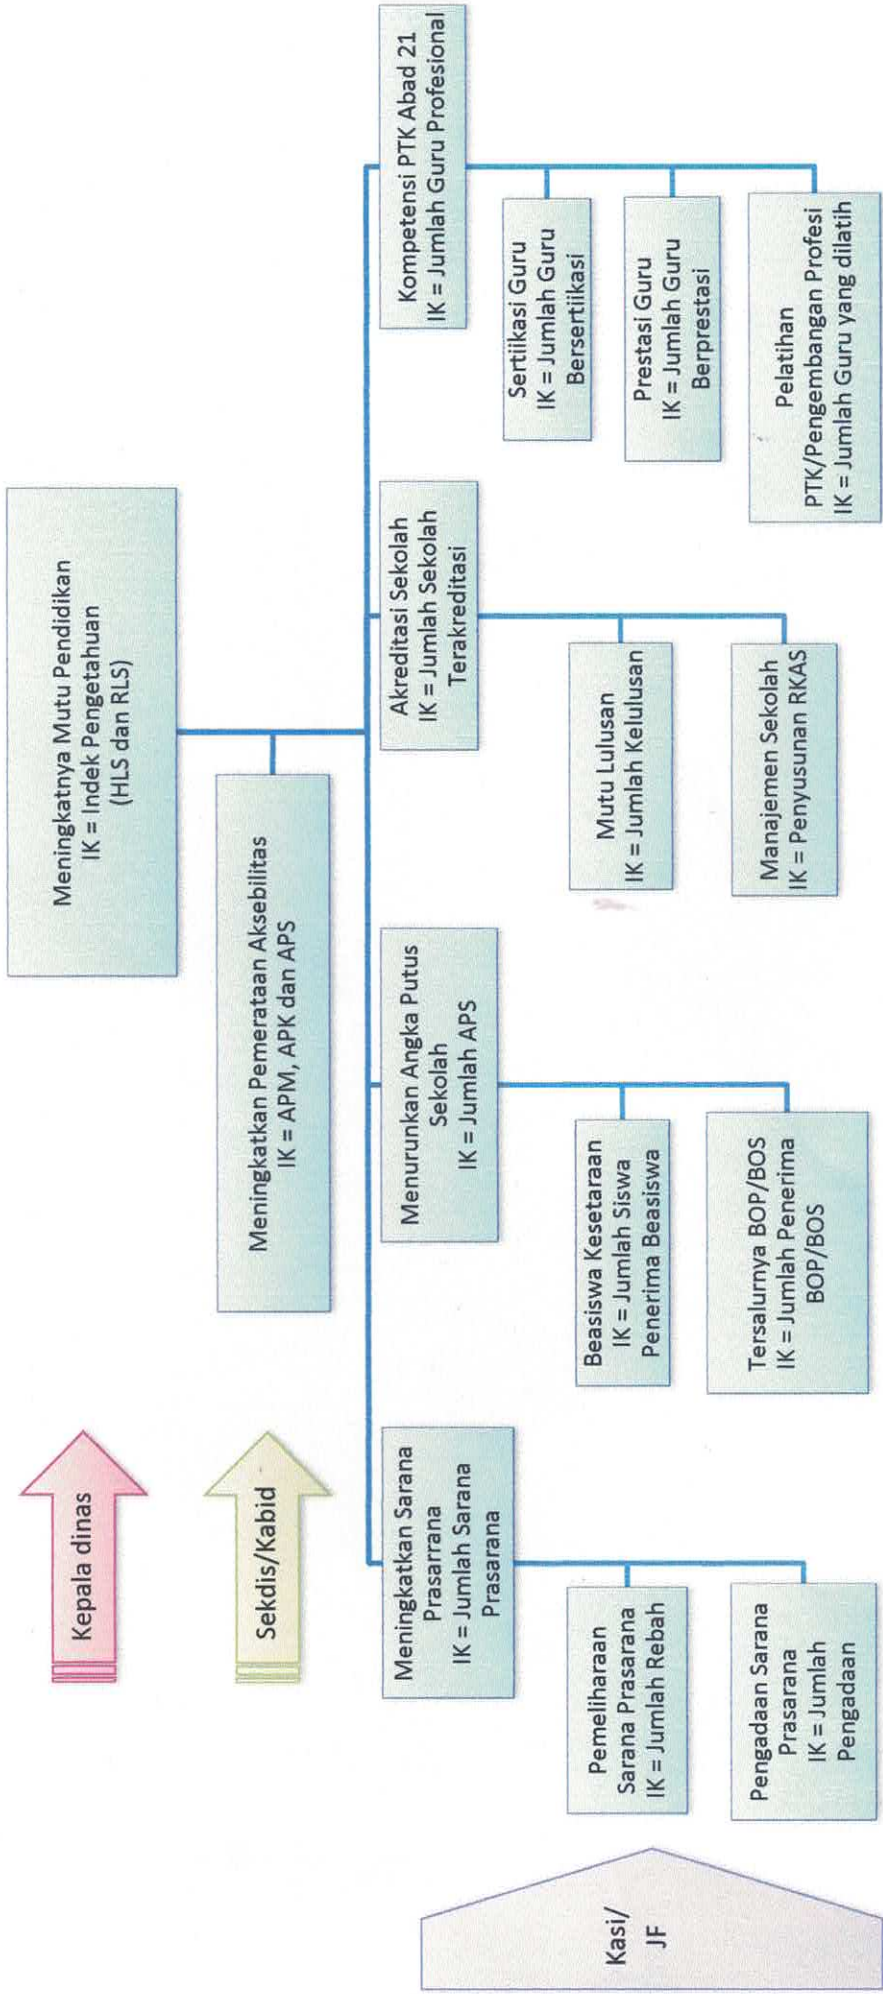 Kepala dinas
Meningkatnya Mutu Pendidikan
IK = Indek Pengetahuan
(HLS dan RLS)
Sekdis/Kabid
Meningkatkan Pemerataan Aksebilitas
IK = APM, APK dan APS
Kasi/
JF
Meningkatkan Sarana
Prasarrana
IK = Jumlah Sarana
Prasarana
Pemeliharaan
Sarana Prasarana
IK = Jumlah Rebah
Pengadaan Sarana
Prasarana
IK = Jumlah
Pengadaan
Menurunkan Angka Putus
Sekolah
IK = Jumlah APS
Beasiswa Kesetaraan
IK = Jumlah Siswa
Penerima Beasiswa
Tersalurnya BOP/BOS
IK = Jumlah Penerima
BOP/BOS
Akreditasi Sekolah
IK = Jumlah Sekolah
Terakreditasi
Mutu Lulusan
IK = Jumlah Kelulusan
Manajemen Sekolah
IK = Penyusunan RKAS
Kompetensi PTK Abad 21
IK = Jumlah Guru Profesional
Sertiikasi Guru
IK = Jumlah Guru
Bersertiikasi
Prestasi Guru
IK = Jumlah Guru
Berprestasi
Pelatihan
PTK/Pengembangan Profesi
IK = Jumlah Guru yang dilatih